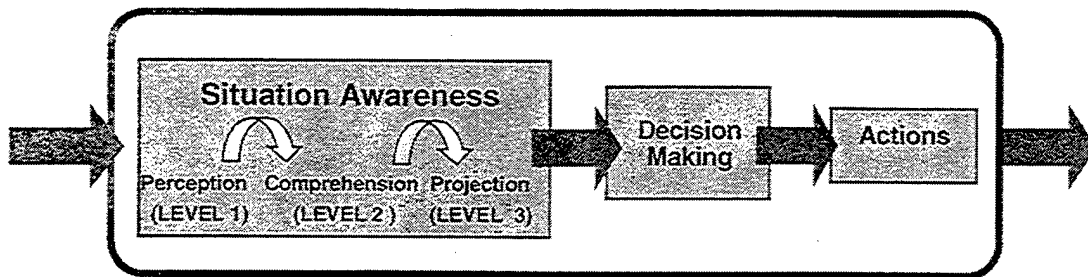 Situation Awareness
Perception Comprehension Projection
(LEVEL 1) (LEVEL 2 ) (LEVEL 3)
Decision
Making
Actions